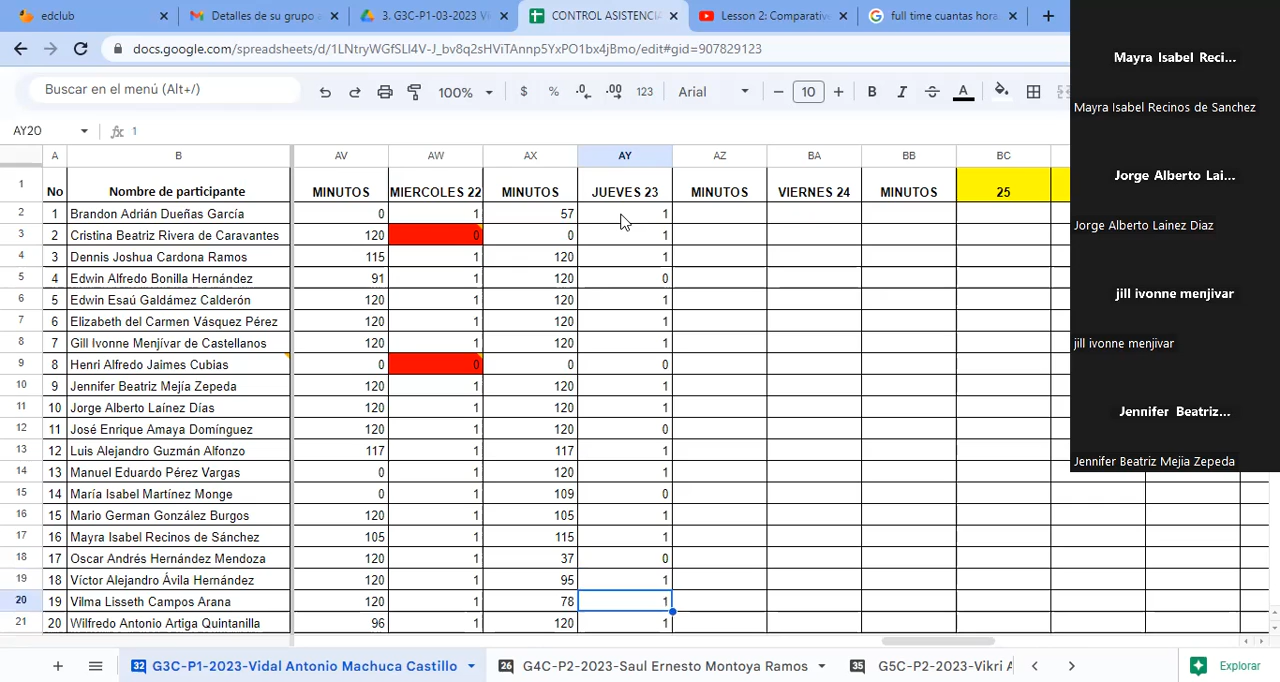 edclub
Detalles de su grupo
3. G3C-P1-03-2023 Vi
CONTROL ASISTENCIA
Lesson 2: Comparativ
full time cuantas hora
docs.google.com/spreadsheets/d/1LNtryWGfSLI4V-J_bv8q2sHViTAnnp5YxPO1bx4jBmo/edit#gid=907829123
Buscar en el menú (Alt+/)
100%
$ % .0 .00 123
Arial
− 10 +
B I A
AY20
fx 1
A B AV AW AX AY AZ BA BB BC
1 No Nombre de participante MINUTOS MIERCOLES 22 MINUTOS JUEVES 23 MINUTOS VIERNES 24 MINUTOS 25
2 1 Brandon Adrián Dueñas García 0 1 57 1
3 2 Cristina Beatriz Rivera de Caravantes 120 0 0 1
4 3 Dennis Joshua Cardona Ramos 115 1 120 1
5 4 Edwin Alfredo Bonilla Hernández 91 1 120 0
6 5 Edwin Esaú Galdámez Calderón 120 1 120 1
7 6 Elizabeth del Carmen Vásquez Pérez 120 1 120 1
8 7 Gill Ivonne Menjívar de Castellanos 120 1 120 1
9 8 Henri Alfredo Jaimes Cubias 0 0 0 0
10 9 Jennifer Beatriz Mejía Zepeda 120 1 120 1
11 10 Jorge Alberto Laínez Días 120 1 120 1
12 11 José Enrique Amaya Domínguez 120 1 120 0
13 12 Luis Alejandro Guzmán Alfonzo 117 1 117 1
14 13 Manuel Eduardo Pérez Vargas 0 1 120 1
15 14 María Isabel Martínez Monge 0 1 109 0
16 15 Mario German González Burgos 120 1 105 1
17 16 Mayra Isabel Recinos de Sánchez 105 1 115 1
18 17 Oscar Andrés Hernández Mendoza 120 1 37 0
19 18 Víctor Alejandro Ávila Hernández 120 1 95 1
20 19 Vilma Lisseth Campos Arana 120 1 78 1
21 20 Wilfredo Antonio Artiga Quintanilla 96 1 120 1
32 G3C-P1-2023-Vidal Antonio Machuca Castillo
26 G4C-P2-2023-Saul Ernesto Montoya Ramos
35 G5C-P2-2023-Vikri A
Explorar
Mayra Isabel Reci...
Mayra Isabel Recinos de Sanchez
Jorge Alberto Lai...
Jorge Alberto Lainez Diaz
jill ivonne menjivar
jill ivonne menjivar
Jennifer Beatriz...
Jennifer Beatriz Mejia Zepeda